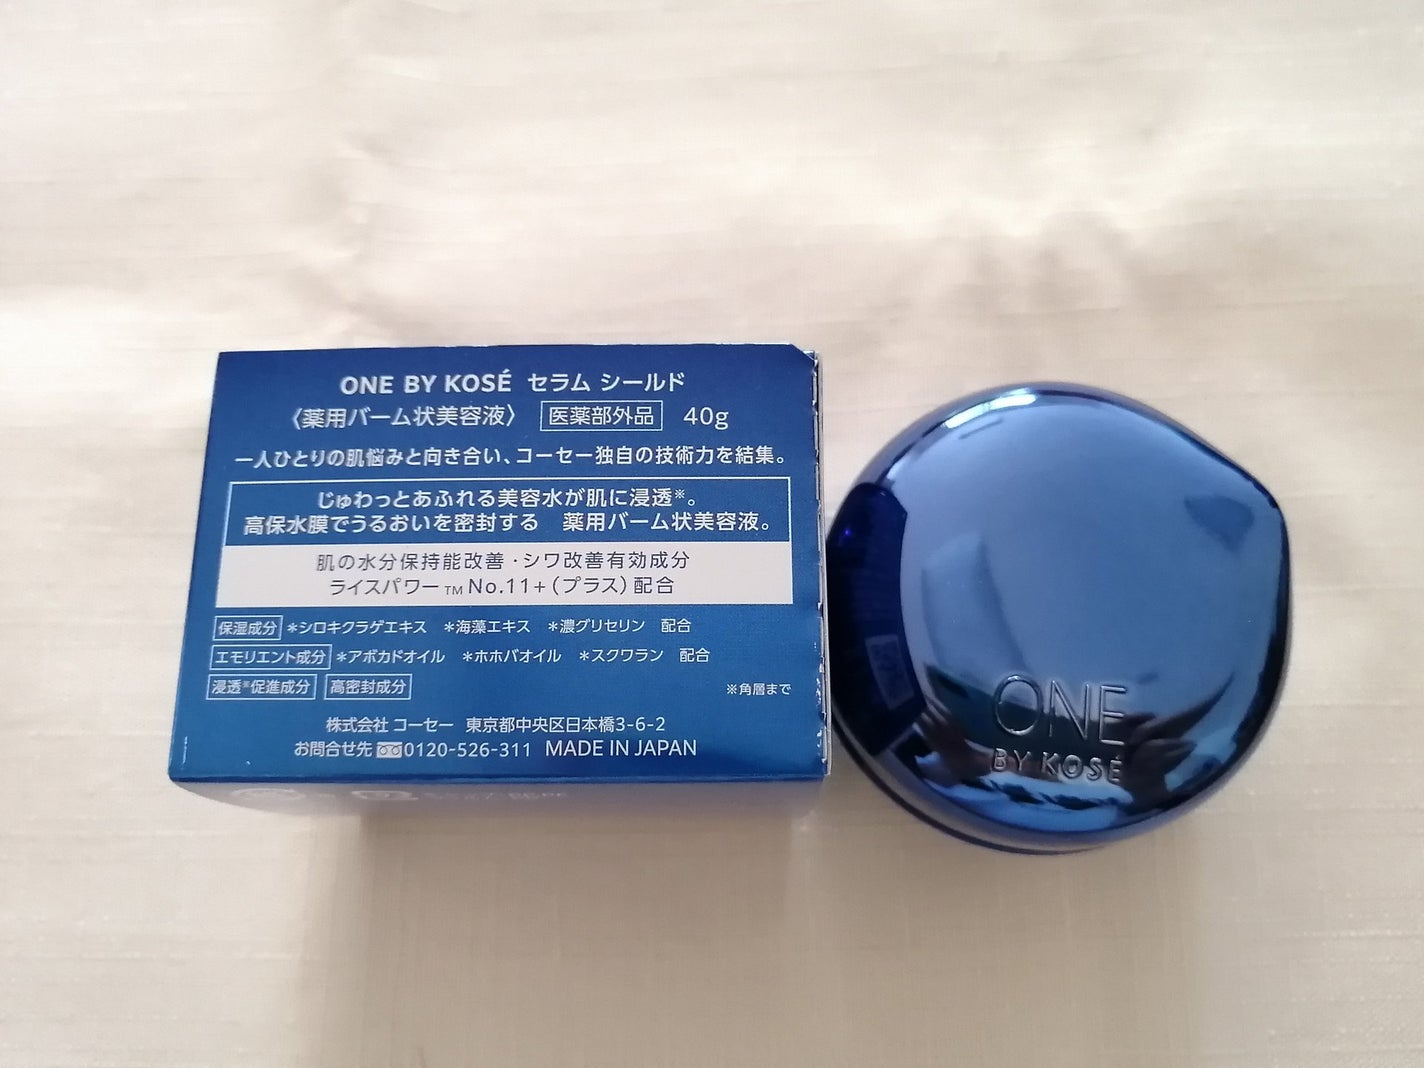 ONE BY KOSÉ セラム シールド
〈薬用バーム状美容液〉 医薬部外品 40g
一人ひとりの肌悩みと向き合い、コーセー独自の技術力を結集。
じゅわっとあふれる美容水が肌に浸透※。
高保水膜でうるおいを密封する 薬用バーム状美容液。
肌の水分保持能改善・シワ改善有効成分
ライスパワー™No.11+(プラス)配合
保湿成分 *シロキクラゲエキス *海藻エキス *濃グリセリン 配合
エモリエント成分 *アボカドオイル *ホホバオイル *スクワラン 配合
浸透※促進成分 高密封成分 ※角層まで
株式会社 コーセー 東京都中央区日本橋3-6-2
お問合せ先 0120-526-311 MADE IN JAPAN
ONE
BY KOSÉ